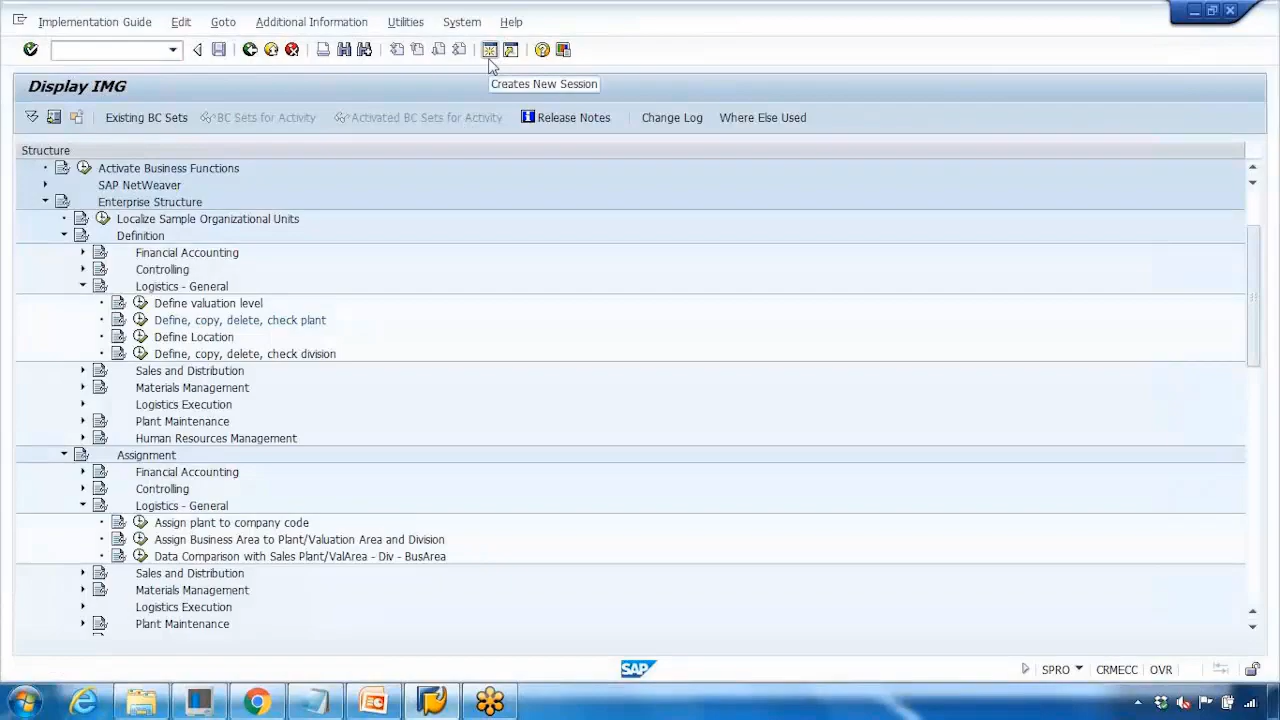 Implementation Guide Edit Goto Additional Information Utilities System Help
Creates New Session
Display IMG
Existing BC Sets BC Sets for Activity Activated BC Sets for Activity Release Notes Change Log Where Else Used
Structure
Activate Business Functions
SAP NetWeaver
Enterprise Structure
Localize Sample Organizational Units
Definition
Financial Accounting
Controlling
Logistics - General
Define valuation level
Define, copy, delete, check plant
Define Location
Define, copy, delete, check division
Sales and Distribution
Materials Management
Logistics Execution
Plant Maintenance
Human Resources Management
Assignment
Financial Accounting
Controlling
Logistics - General
Assign plant to company code
Assign Business Area to Plant/Valuation Area and Division
Data Comparison with Sales Plant/ValArea - Div - BusArea
Sales and Distribution
Materials Management
Logistics Execution
Plant Maintenance
SAP SPRO CRMECC OVR